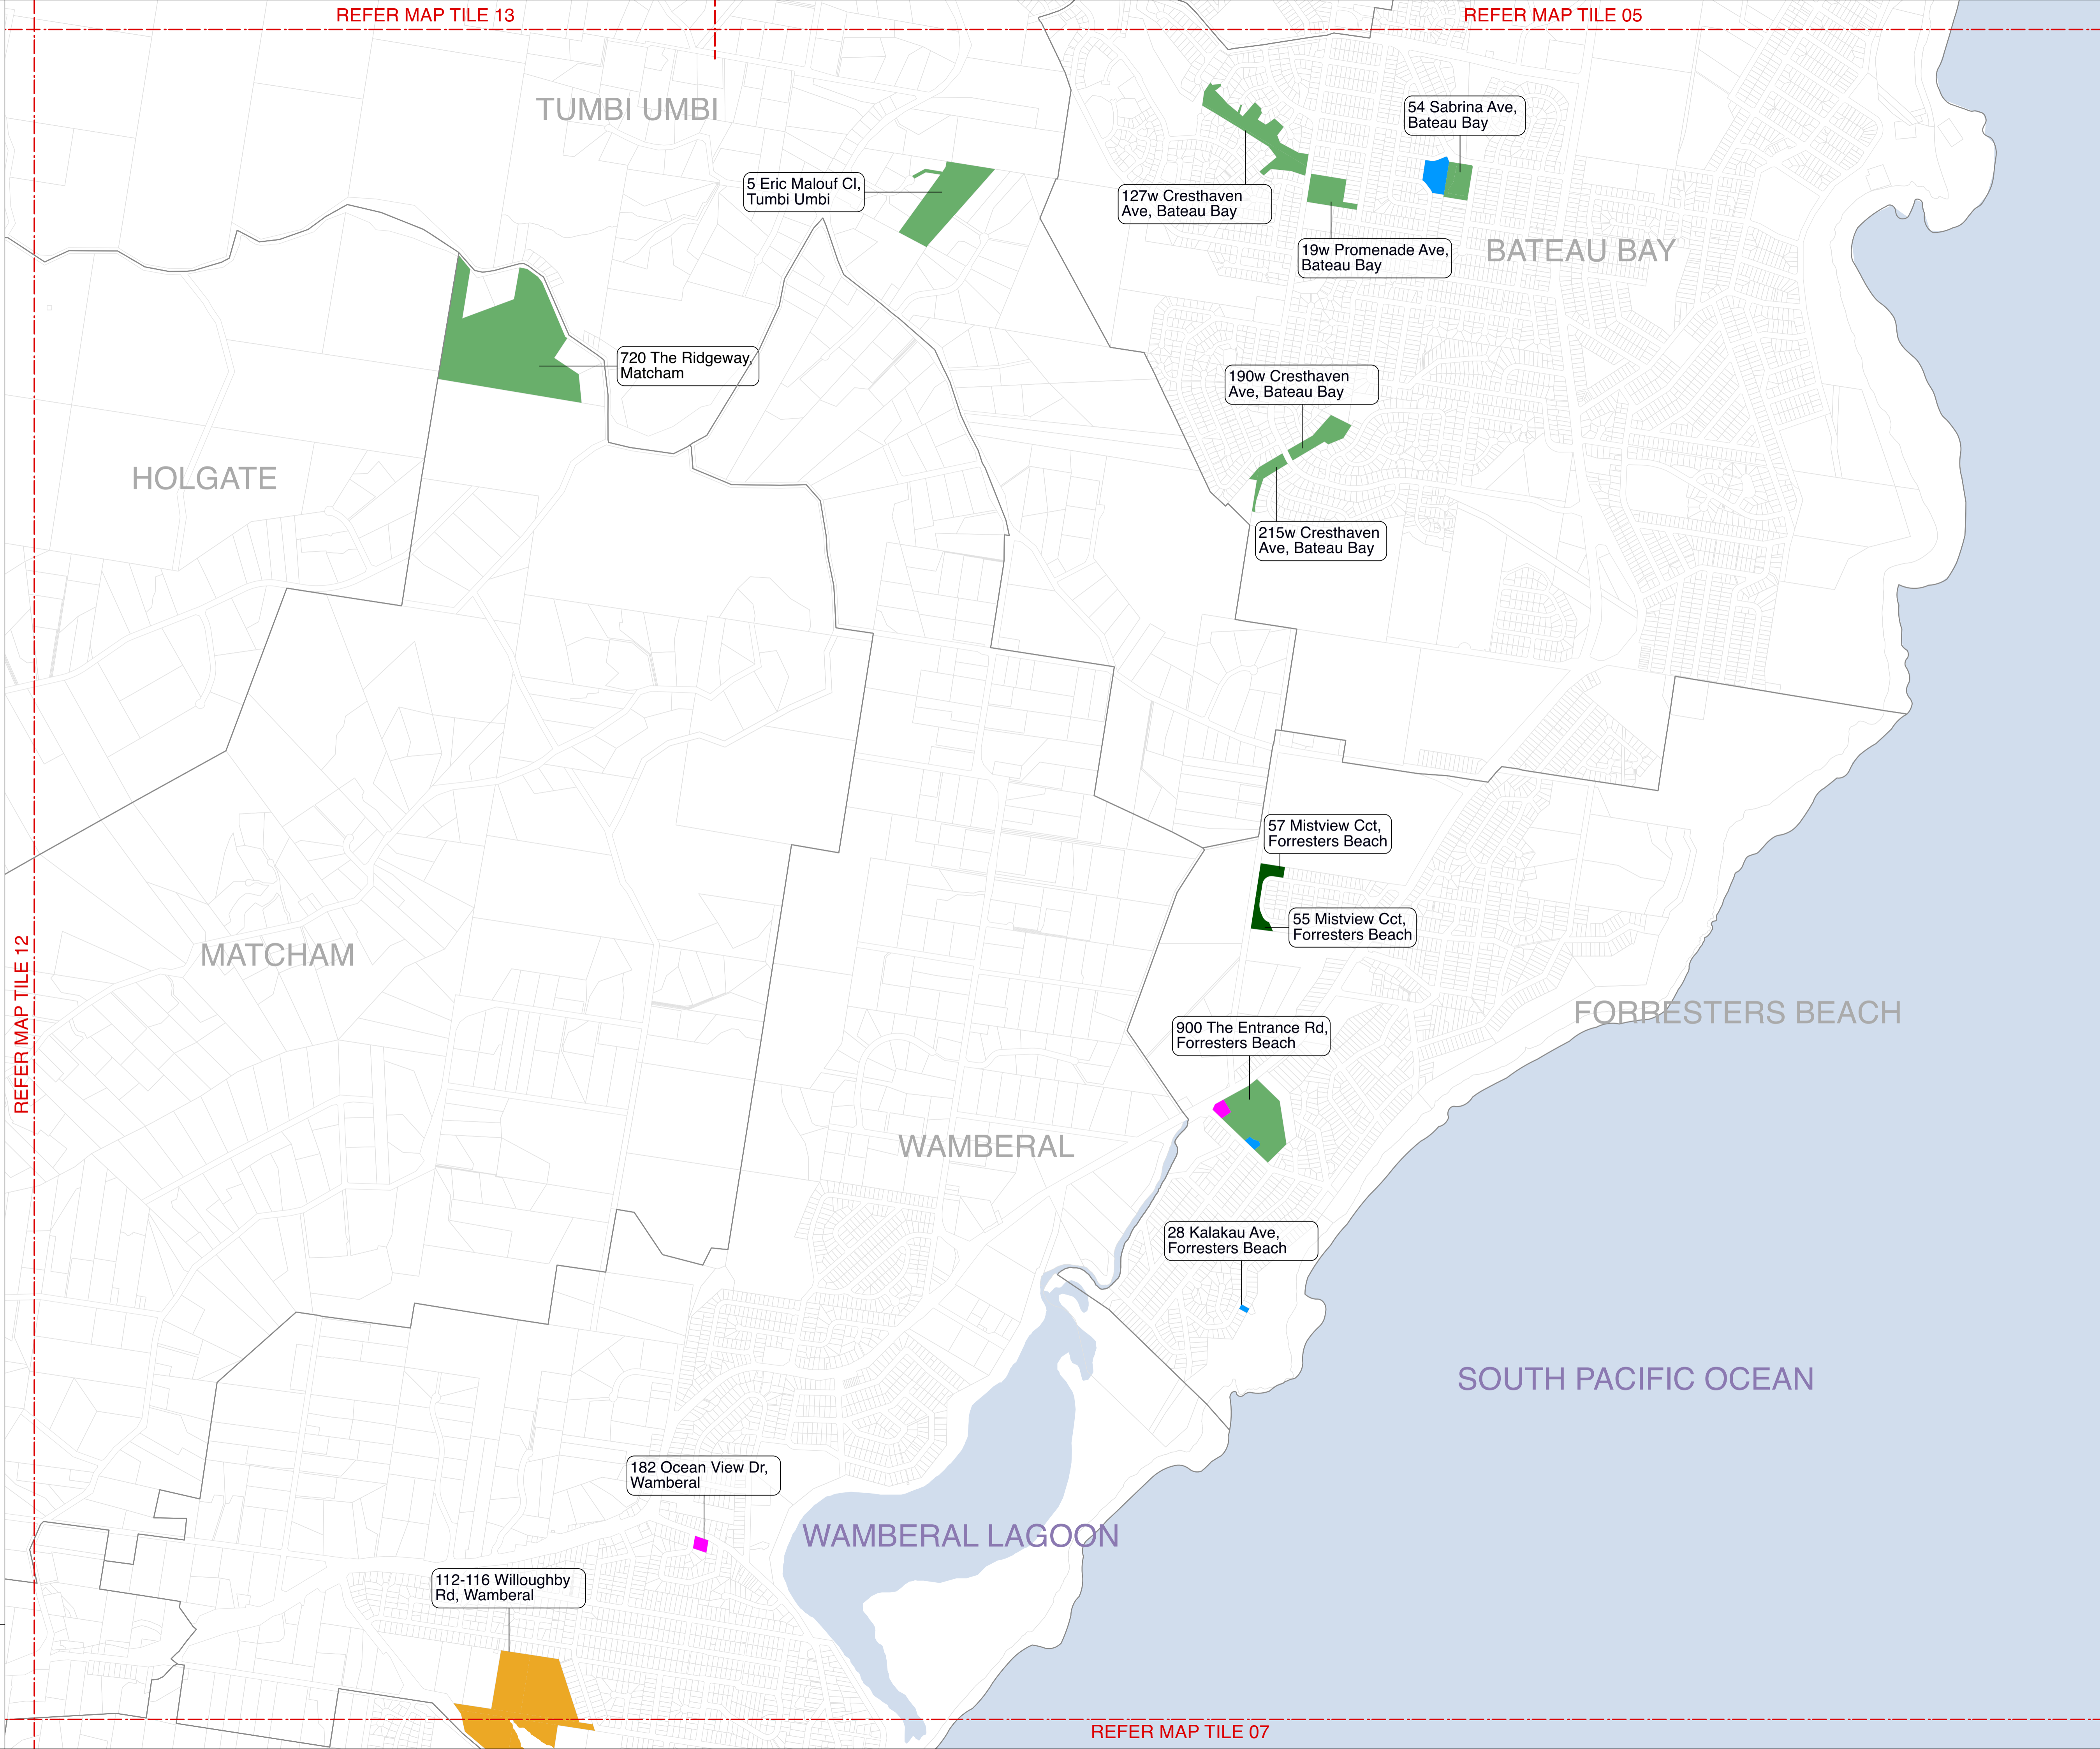 REFER MAP TILE 13
REFER MAP TILE 05
TUMBI UMBI
54 Sabrina Ave,
Bateau Bay
5 Eric Malouf Cl,
Tumbi Umbi
127w Cresthaven
Ave, Bateau Bay
19w Promenade Ave,
Bateau Bay
BATEAU BAY
720 The Ridgeway,
Matcham
190w Cresthaven
Ave, Bateau Bay
HOLGATE
215w Cresthaven
Ave, Bateau Bay
57 Mistview Cct,
Forresters Beach
55 Mistview Cct,
Forresters Beach
MATCHAM
REFER MAP TILE 12
FORRESTERS BEACH
900 The Entrance Rd,
Forresters Beach
WAMBERAL
28 Kalakau Ave,
Forresters Beach
SOUTH PACIFIC OCEAN
182 Ocean View Dr,
Wamberal
WAMBERAL LAGOON
112-116 Willoughby
Rd, Wamberal
REFER MAP TILE 07